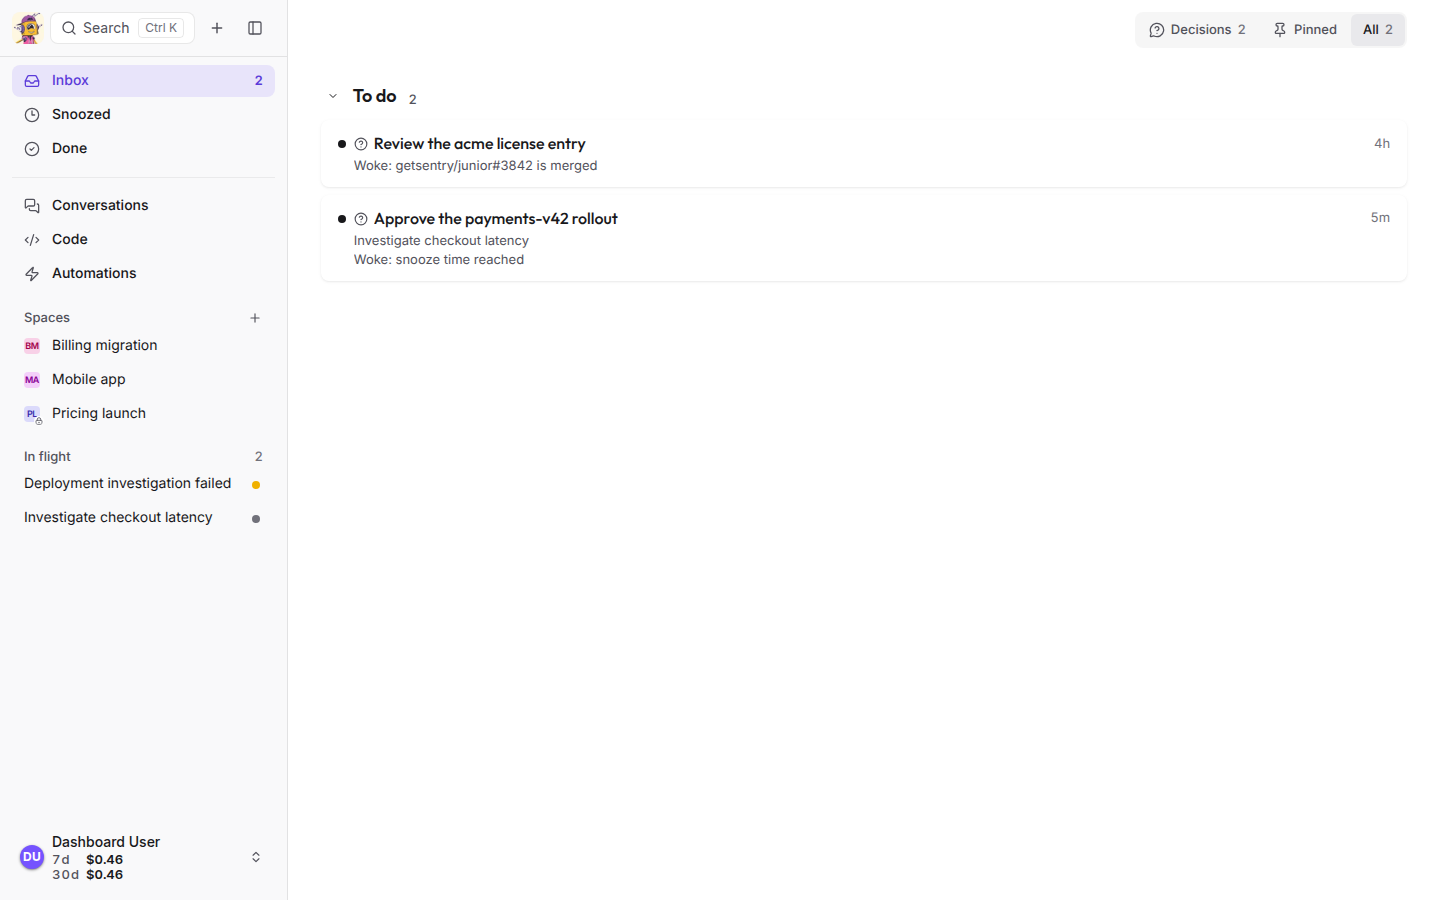 Search Ctrl K
Inbox 2
Snoozed
Done
Conversations
Code
Automations
Spaces
BM Billing migration
MA Mobile app
PL Pricing launch
In flight 2
Deployment investigation failed
Investigate checkout latency
DU Dashboard User
7d $0.46
30d $0.46
Decisions 2 Pinned All 2
To do 2
Review the acme license entry 4h
Woke: getsentry/junior#3842 is merged
Approve the payments-v42 rollout 5m
Investigate checkout latency
Woke: snooze time reached